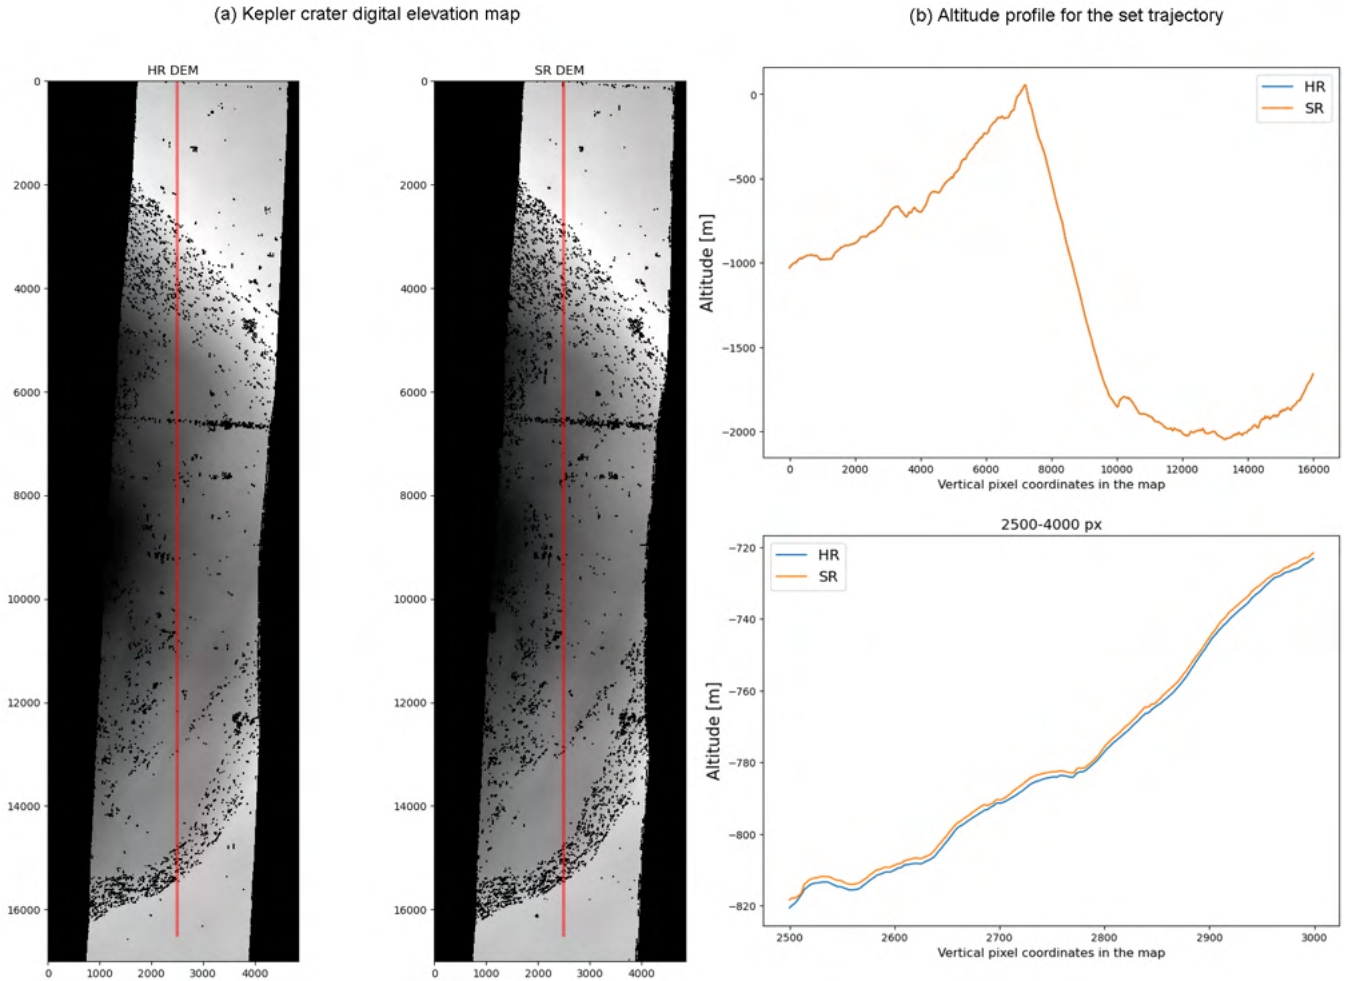 (a) Kepler crater digital elevation map
HR DEM
0
2000
4000
6000
8000
10000
12000
14000
16000
0 1000 2000 3000 4000
SR DEM
0
2000
4000
6000
8000
10000
12000
14000
16000
0 1000 2000 3000 4000
(b) Altitude profile for the set trajectory
HR
SR
Altitude [m]
0
−500
−1000
−1500
−2000
0 2000 4000 6000 8000 10000 12000 14000 16000
Vertical pixel coordinates in the map
2500-4000 px
HR
SR
Altitude [m]
−720
−740
−760
−780
−800
−820
2500 2600 2700 2800 2900 3000
Vertical pixel coordinates in the map